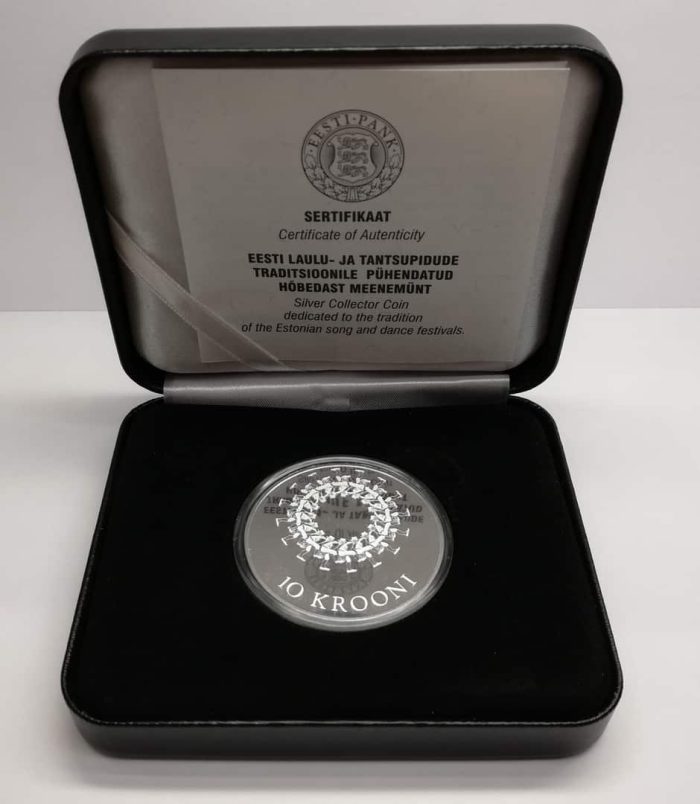 EESTI · PANK
SERTIFIKAAT
Certificate of Authenticity
EESTI LAULU- JA TANTSUPIDUDE
TRADITSIOONILE PÜHENDATUD
HÕBEDAST MEENEMÜNT
Silver Collector Coin
dedicated to the tradition
of the Estonian song and dance festivals.
10 KROONI